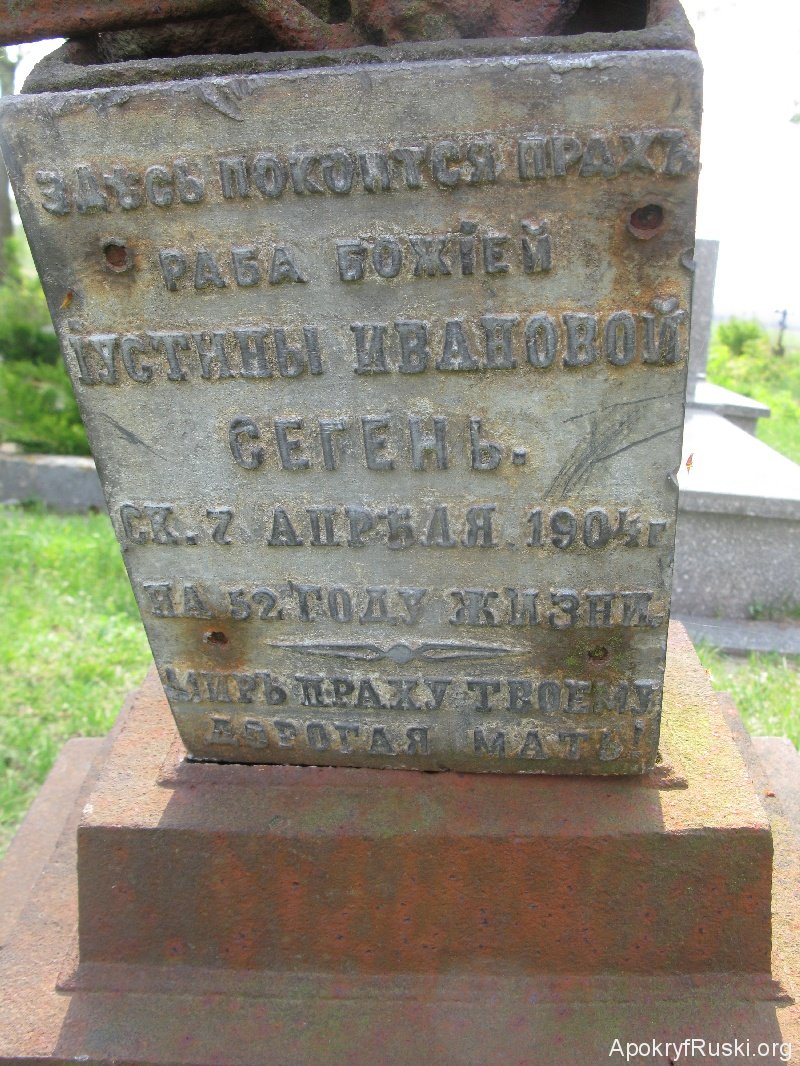 ЗДѢСЬ ПОКОИТСЯ ПРАХЪ
РАБА БОЖІЕЙ
ІУСТИНЫ ИВАНОВОЙ
СЕГЕНЬ.
СК. 7 АПРѢЛЯ 1904 г
НА 52 ГОДУ ЖИЗНИ.
МИРЪ ПРАХУ ТВОЕМУ
ДОРОГАЯ МАТЬ!
ApokryfRuski.org